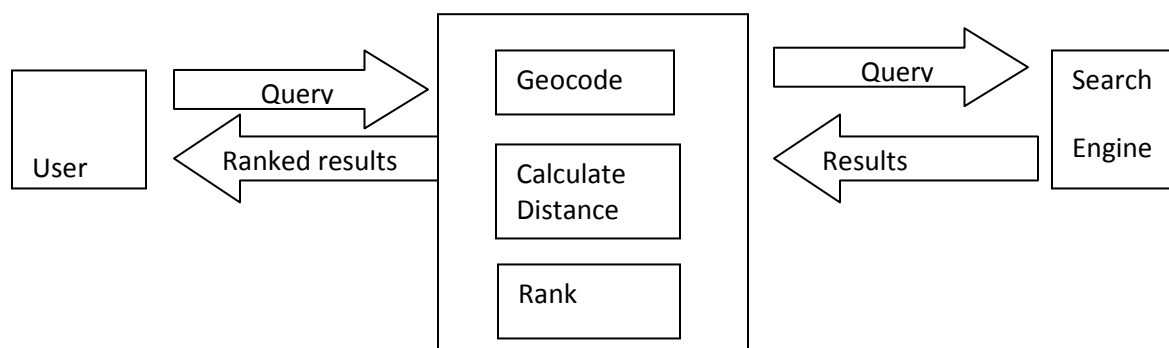 User
Query
Ranked results
Geocode
Calculate
Distance
Rank
Query
Results
Search
Engine